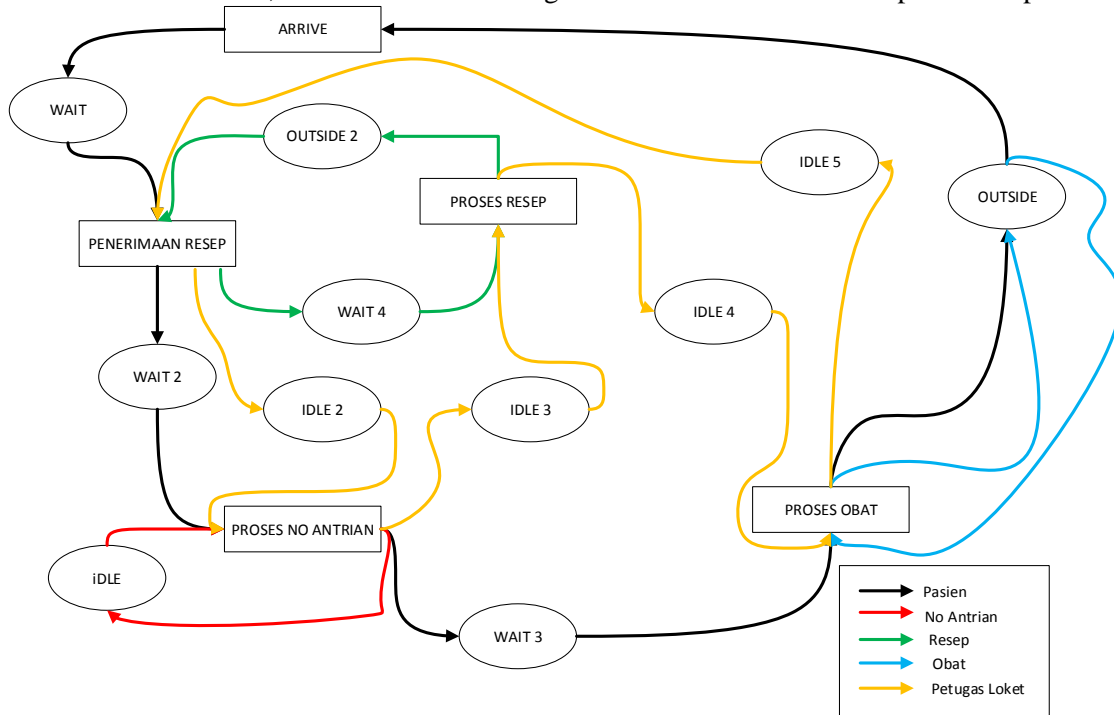 ARRIVE
WAIT
OUTSIDE 2
IDLE 5
PROSES RESEP
OUTSIDE
PENERIMAAN RESEP
WAIT 4
IDLE 4
WAIT 2
IDLE 2
IDLE 3
PROSES OBAT
PROSES NO ANTRIAN
iDLE
WAIT 3
Pasien
No Antrian
Resep
Obat
Petugas Loket